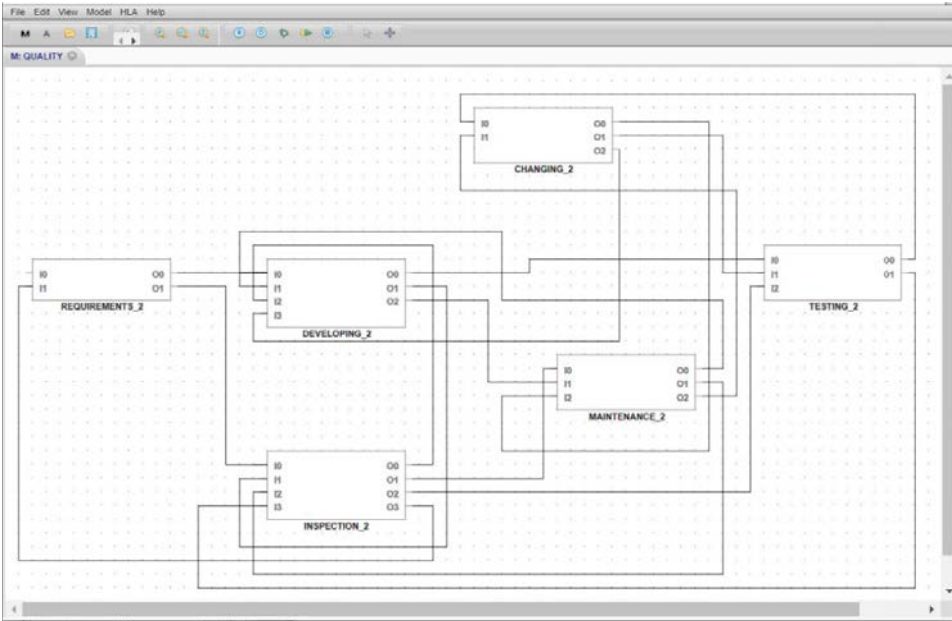 File Edit View Model HLA Help
M A
M: QUALITY
I0 O0
I1 O1
O2
CHANGING_2
I0 O0
I1 O1
I2
TESTING_2
I0 O0
I1 O1
REQUIREMENTS_2
I0 O0
I1 O1
I2 O2
I3
DEVELOPING_2
I0 O0
I1 O1
I2 O2
MAINTENANCE_2
I0 O0
I1 O1
I2 O2
I3 O3
INSPECTION_2